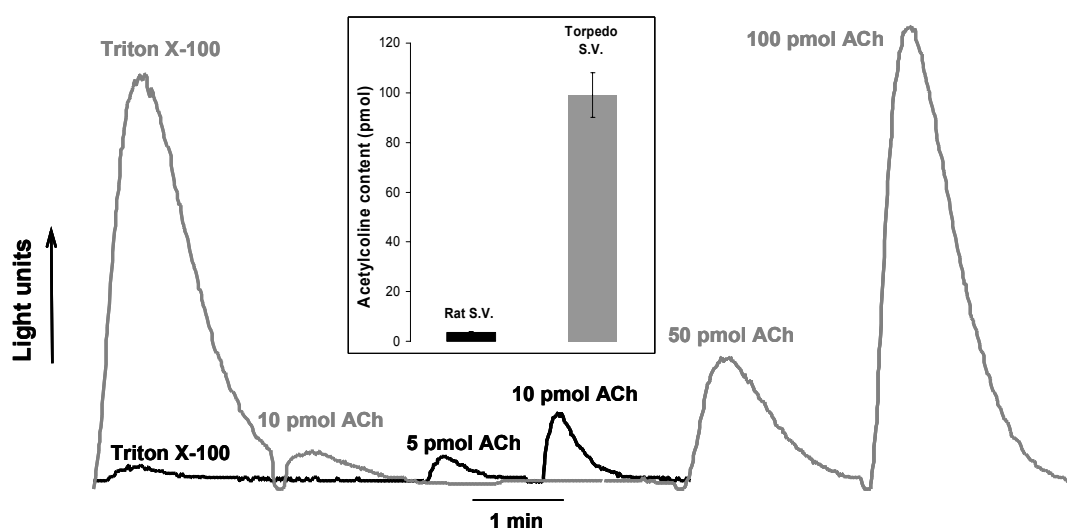 Triton X-100
100 pmol ACh
Light units
Acetylcoline content (pmol)
120
100
80
60
40
20
0
Torpedo
S.V.
Rat S.V.
50 pmol ACh
10 pmol ACh
10 pmol ACh
5 pmol ACh
Triton X-100
1 min